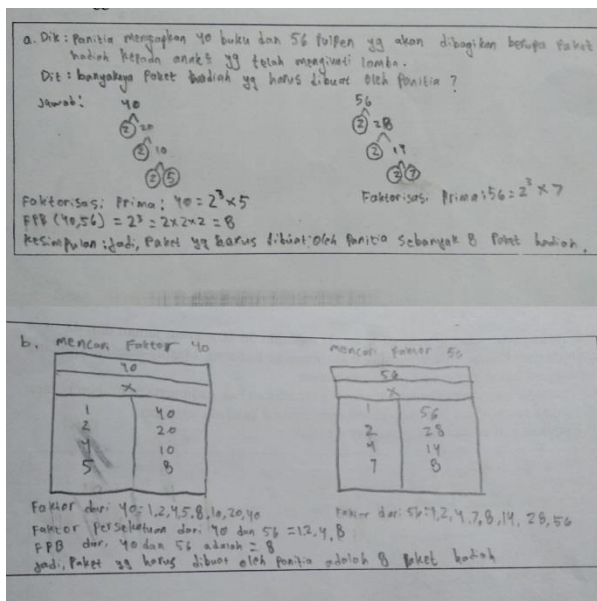 a. Dik : Panitia menyiapkan 40 buku dan 56 Pulpen yg akan dibagikan berupa Paket
hadiah kepada anak² yg telah mengikuti lomba.
Dit : banyaknya Paket hadiah yg harus dibuat oleh Panitia ?
Jawab :
40
2 20
2 10
2 5
56
2 28
2 14
2 7
Faktorisasi Prima : 40 = 2³ × 5
Faktorisasi Prima : 56 = 2³ × 7
FPB (40,56) = 2³ = 2×2×2 = 8
Kesimpulan : Jadi, Paket yg harus dibuat oleh Panitia sebanyak 8 Paket hadiah.
b. mencari Faktor 40
40
×
1 40
2 20
4 10
5 8
mencari Faktor 56
56
×
1 56
2 28
4 14
7 8
Faktor dari 40 = 1,2,4,5,8,10,20,40
Faktor dari 56 = 1,2,4,7,8,14,28,56
Faktor Persekutuan dari 40 dan 56 = 1,2,4,8
FPB dari 40 dan 56 adalah = 8
Jadi, Paket yg harus dibuat oleh Panitia adalah 8 Paket hadiah